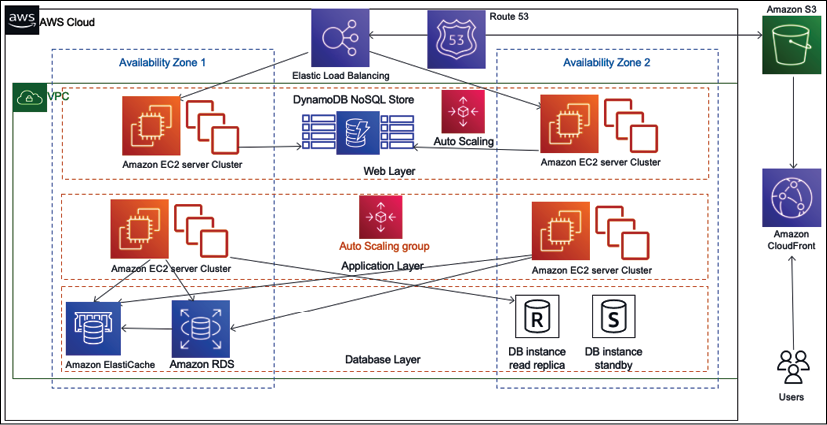 aws
AWS Cloud
Route 53
53
Amazon S3
Availability Zone 1
Elastic Load Balancing
Availability Zone 2
VPC
DynamoDB NoSQL Store
Auto Scaling
Amazon EC2 server Cluster
Amazon EC2 server Cluster
Web Layer
Amazon
CloudFront
Auto Scaling group
Amazon EC2 server Cluster
Application Layer
Amazon EC2 server Cluster
R
S
Amazon ElastiCache
Amazon RDS
Database Layer
DB instance
read replica
DB instance
standby
Users